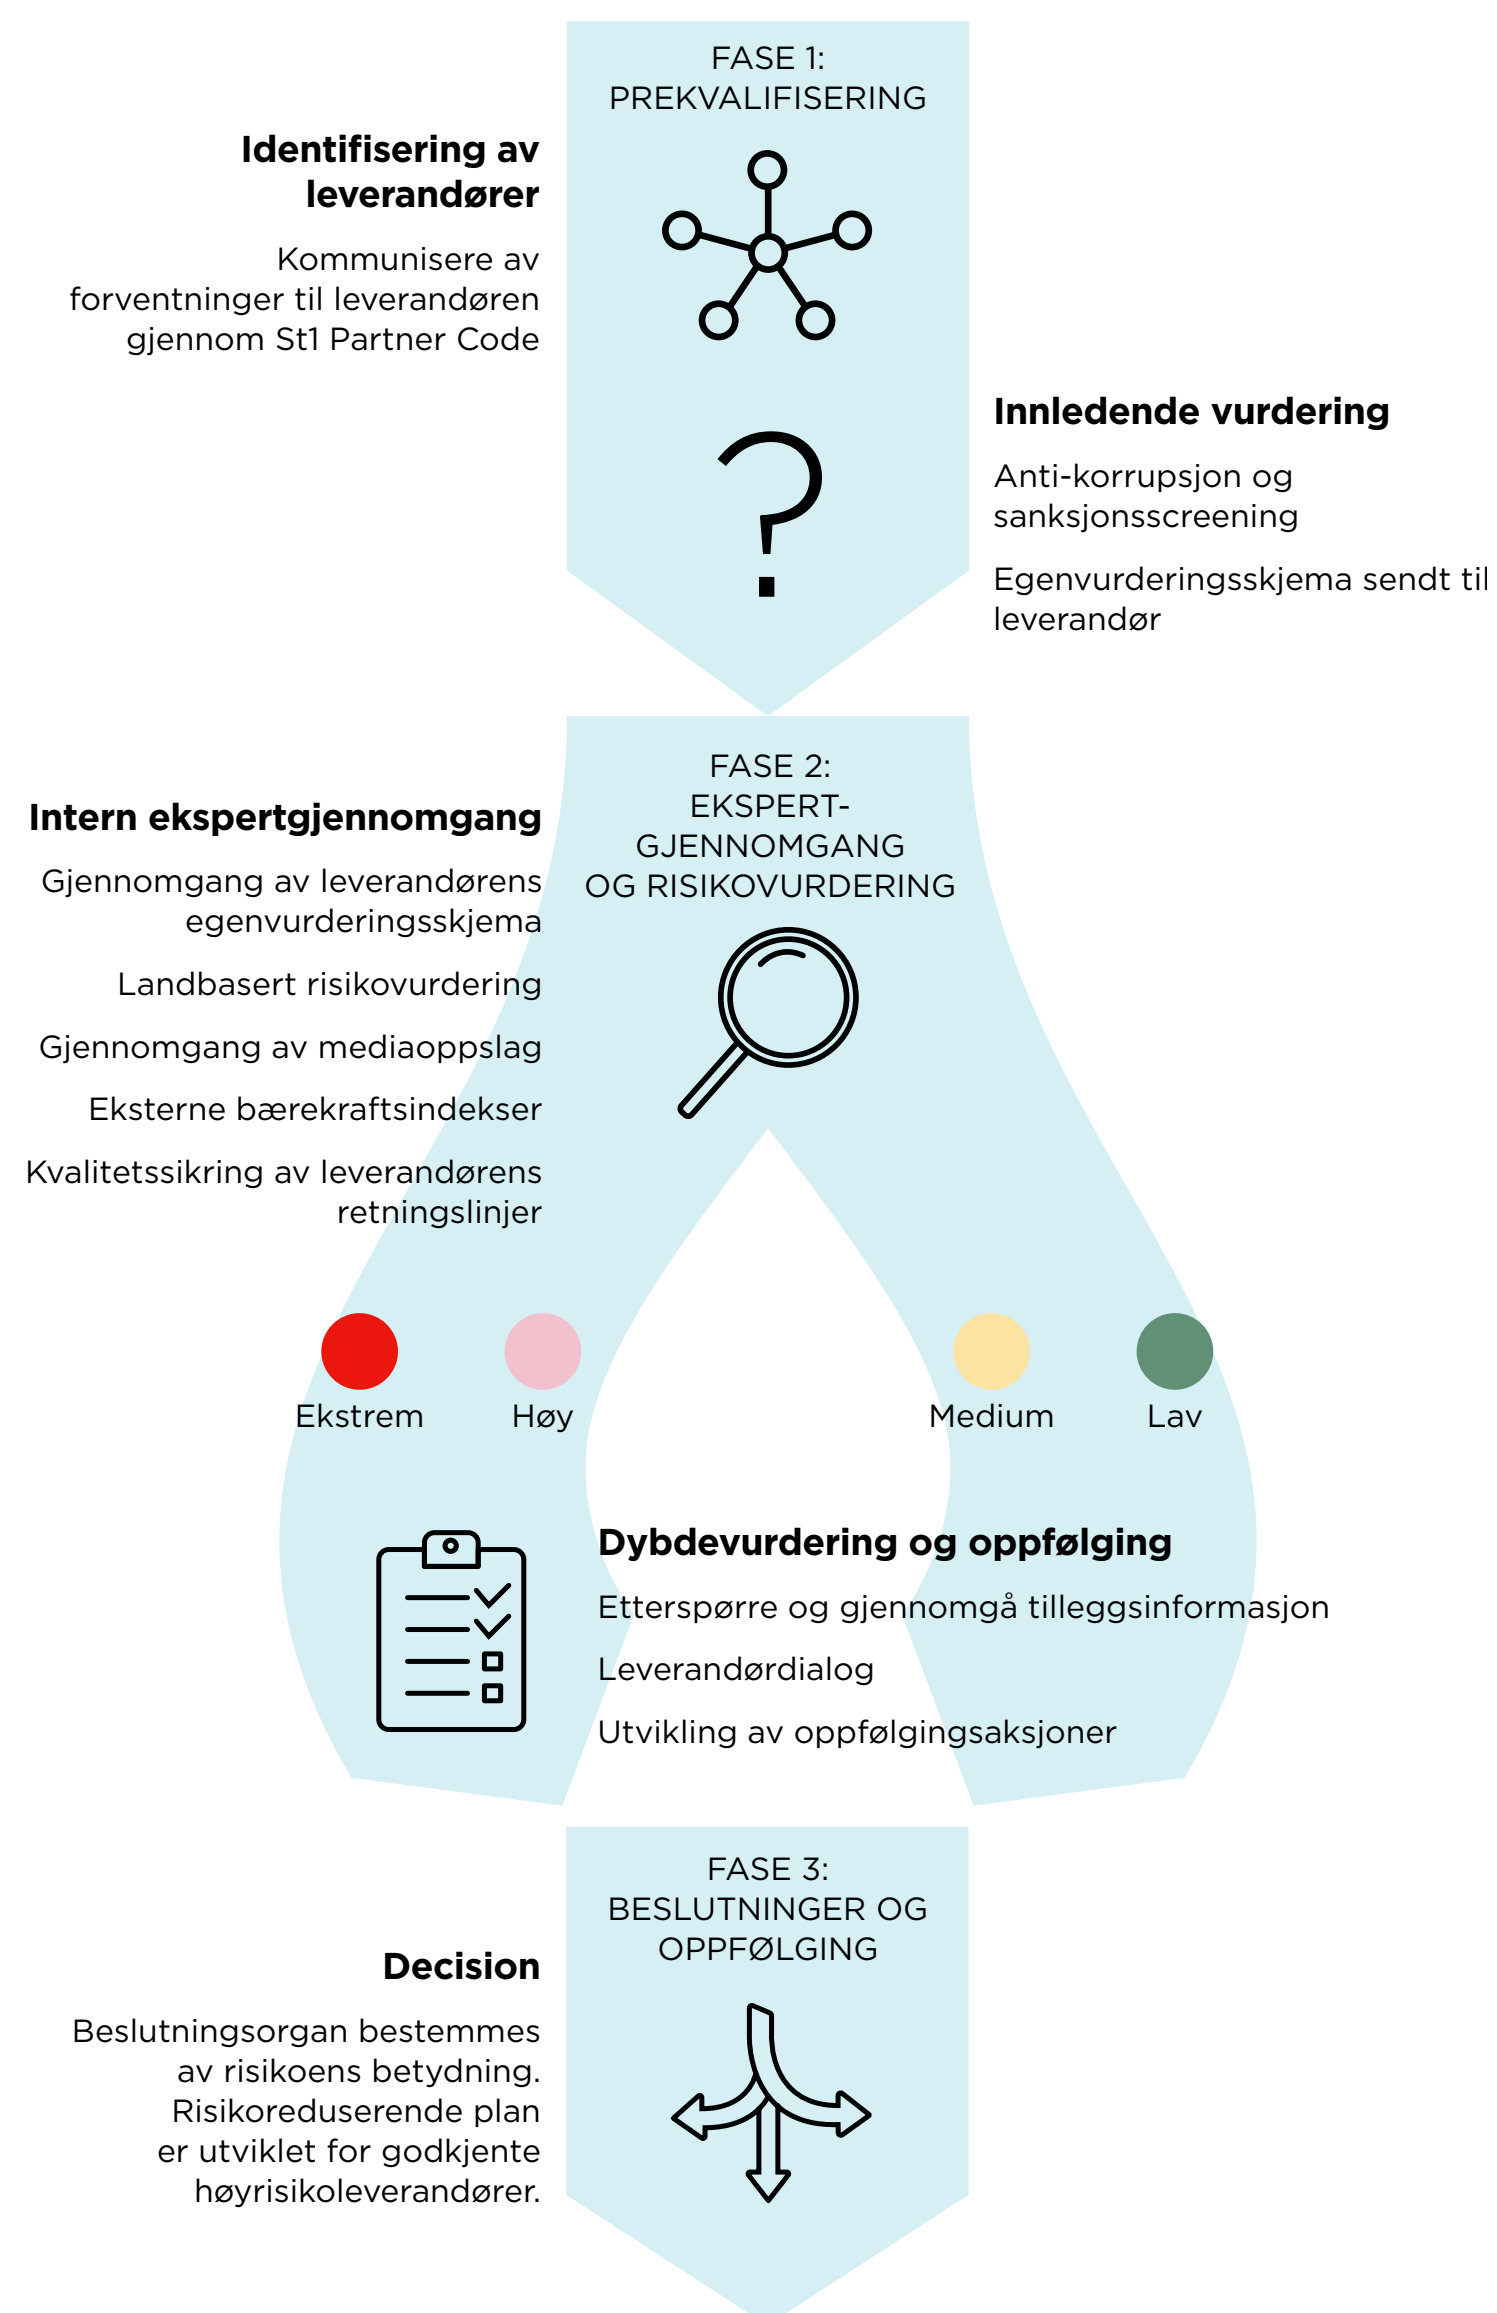 FASE 1:
PREKVALIFISERING
Identifisering av
leverandører
Kommunisere av
forventninger til leverandøren
gjennom St1 Partner Code
Innledende vurdering
Anti-korrupsjon og
sanksjonsscreening
Egenvurderingsskjema sendt til
leverandør
FASE 2:
EKSPERT-
GJENNOMGANG
OG RISIKOVURDERING
Intern ekspertgjennomgang
Gjennomgang av leverandørens
egenvurderingsskjema
Landbasert risikovurdering
Gjennomgang av mediaoppslag
Eksterne bærekraftsindekser
Kvalitetssikring av leverandørens
retningslinjer
Ekstrem
Høy
Medium
Lav
Dybdevurdering og oppfølging
Etterspørre og gjennomgå tilleggsinformasjon
Leverandørdialog
Utvikling av oppfølgingsaksjoner
FASE 3:
BESLUTNINGER OG
OPPFØLGING
Decision
Beslutningsorgan bestemmes
av risikoens betydning.
Risikoreduserende plan
er utviklet for godkjente
høyrisikoleverandører.